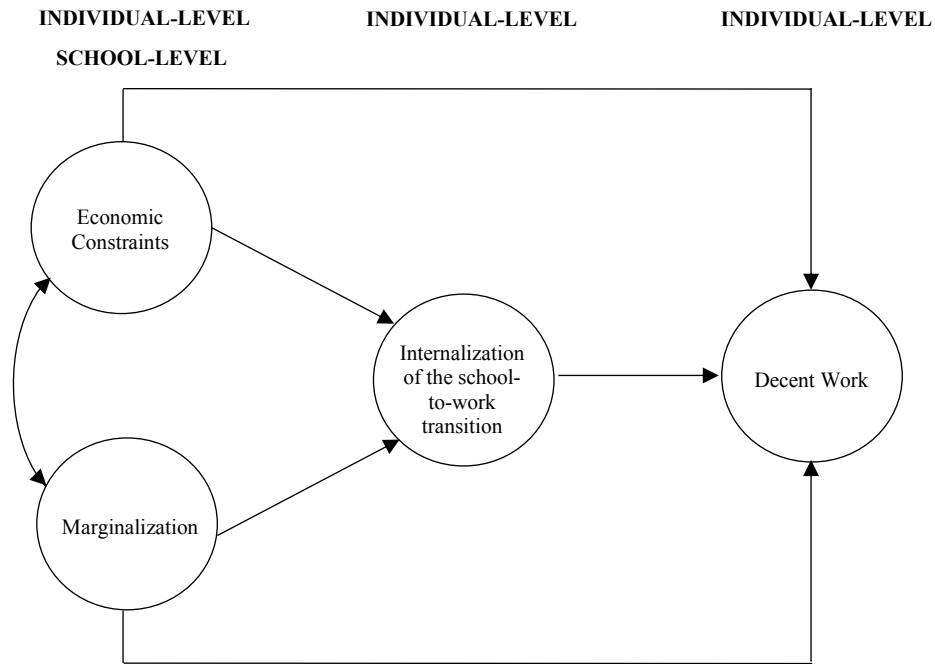 INDIVIDUAL-LEVEL
SCHOOL-LEVEL
INDIVIDUAL-LEVEL
INDIVIDUAL-LEVEL
Economic
Constraints
Internalization
of the school-
to-work
transition
Decent Work
Marginalization